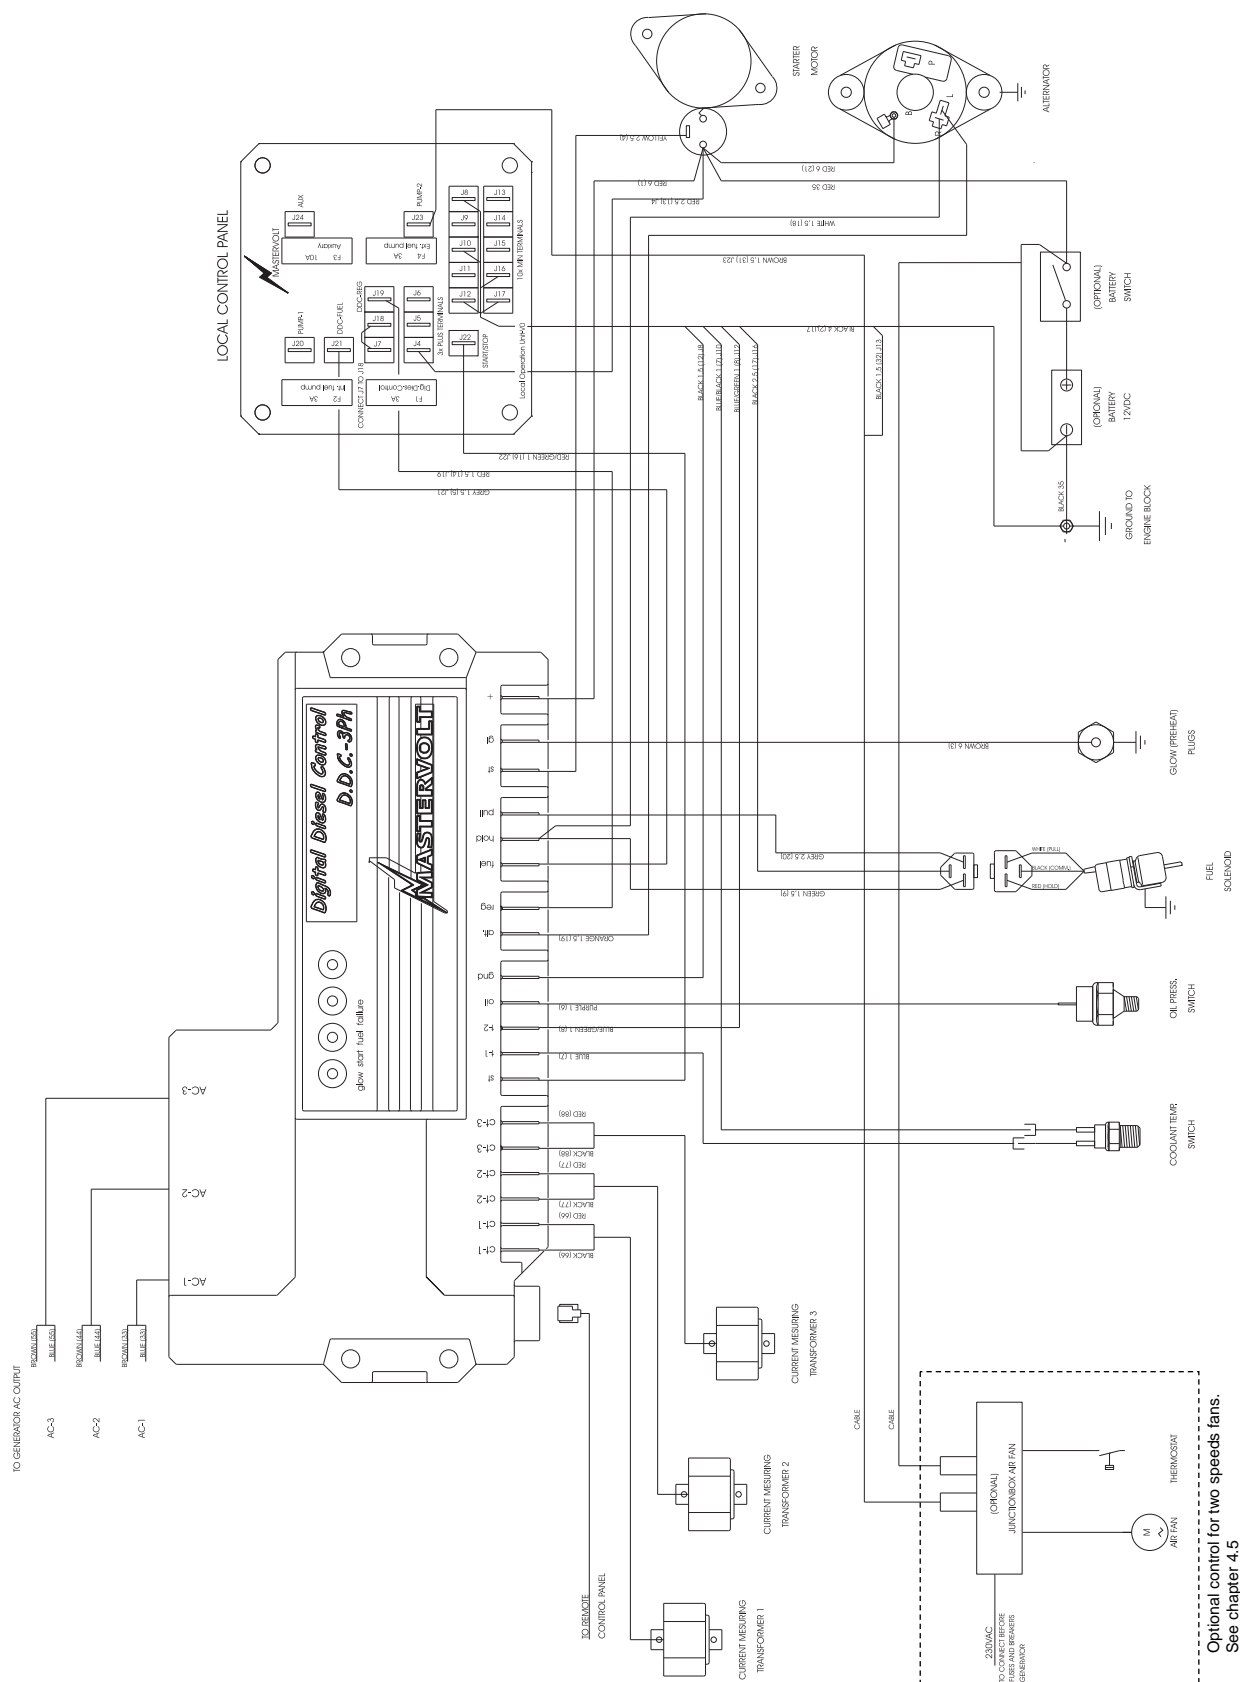 STARTER
MOTOR
ALTERNATOR
P
L
B
R
YELLOW 2.5 (4)
RED 6 (1)
RED 2.5 (13)J4
RED 6 (21)
RED 35
WHITE 1.5 (18)
BROWN 1.5 (31) J23
LOCAL CONTROL PANEL
MASTERVOLT
AUX
J24
F3 10A
Auxiary
PUMP-2
J23
F4 3A
Ext. fuel pump
J8
J9
J10
J11
J12
J13
J14
J15
J16
J17
10x MIN TERMINALS
PUMP-1
J20
DDC-FUEL
J21
DDC-REG
J19
J18
J7
J6
J5
J4
3x PLUS TERMINALS
J22
START/STOP
Local Operation Unit-V0
CONNECT J7 TO J18
F2 3A
Int. fuel pump
F1 3A
Digi-Dies-Control
BLACK 4 (2)J17
BLACK 1,5 (12) J8
BLUE/BLACK 1 (7) J10
BLUE/GREEN 1 (8) J12
BLACK 2.5 (17) J16
BLACK 1,5 (32) J13
(OPTIONAL)
BATTERY
SWITCH
(OPTIONAL)
BATTERY
12VDC
BLACK 35
GROUND TO
ENGINE BLOCK
-
RED/GREEN 1 (16) J22
RED 1.5 (14) J19
GREY 1.5 (5) J21
Digital Diesel Control
D.D.C.-3Ph
MASTERVOLT
glow start fuel faillure
+
gl
st
pull
hold
fuel
reg
alt.
gnd
oil
t-2
t-1
st
ct-3
ct-3
ct-2
ct-2
ct-1
ct-1
BROWN 6 (3)
GLOW (PREHEAT)
PLUGS
GREY 2.5 (20)
GREEN 1.5 (9)
WHITE (PULL)
BLACK (COMM.)
RED (HOLD)
FUEL
SOLENOID
ORANGE 1,5 (19)
PURPLE 1 (6)
BLUE/GREEN 1 (8)
BLUE 1 (7)
OIL PRESS.
SWITCH
COOLANT TEMP.
SWITCH
RED (88)
BLACK (88)
RED (77)
BLACK (77)
RED (66)
BLACK (66)
AC-3
AC-2
AC-1
TO GENERATOR AC OUTPUT
BROWN (55)
BLUE (55)
AC-3
BROWN (44)
BLUE (44)
AC-2
BROWN (33)
BLUE (33)
AC-1
CURRENT MESURING
TRANSFORMER 3
CURRENT MESURING
TRANSFORMER 2
CURRENT MESURING
TRANSFORMER 1
TO REMOTE
CONTROL PANEL
CABLE
CABLE
(OPTIONAL)
JUNCTIONBOX AIR FAN
THERMOSTAT
M
AIR FAN
230VAC
TO CONNECT BEFORE
FUSES AND BREAKERS
GENERATOR
Optional control for two speeds fans.
See chapter 4.5